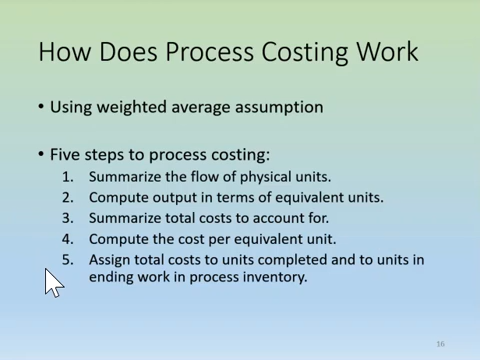 How Does Process Costing Work
• Using weighted average assumption
• Five steps to process costing:
1. Summarize the flow of physical units.
2. Compute output in terms of equivalent units.
3. Summarize total costs to account for.
4. Compute the cost per equivalent unit.
5. Assign total costs to units completed and to units in
ending work in process inventory.
16